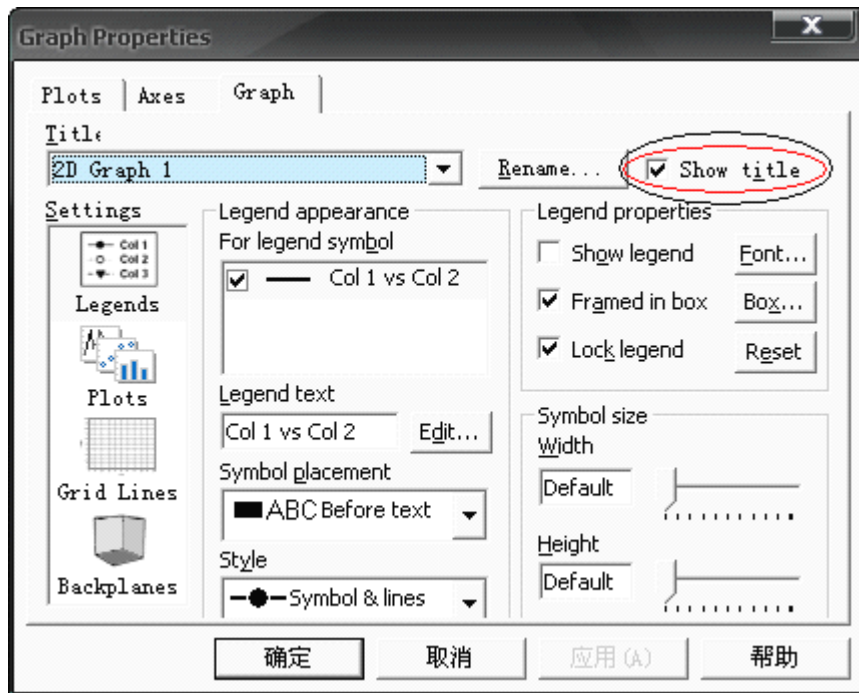 Graph Properties
X
Plots Axes Graph
Title
2D Graph 1 Rename... Show title
Settings
Col 1
Col 2
Col 3
Legends
Plots
Grid Lines
Backplanes
Legend appearance
For legend symbol
Col 1 vs Col 2
Legend text
Col 1 vs Col 2 Edit...
Symbol placement
ABC Before text
Style
Symbol & lines
Legend properties
Show legend Font...
Framed in box Box...
Lock legend Reset
Symbol size
Width
Default
Height
Default
确定 取消 应用(A) 帮助